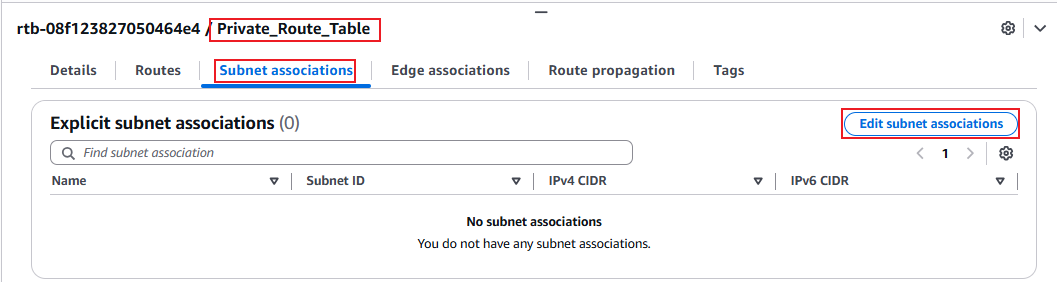 rtb-08f123827050464e4 / Private_Route_Table
Details Routes Subnet associations Edge associations Route propagation Tags
Explicit subnet associations (0)
Edit subnet associations
Find subnet association
1
Name Subnet ID IPv4 CIDR IPv6 CIDR
No subnet associations
You do not have any subnet associations.